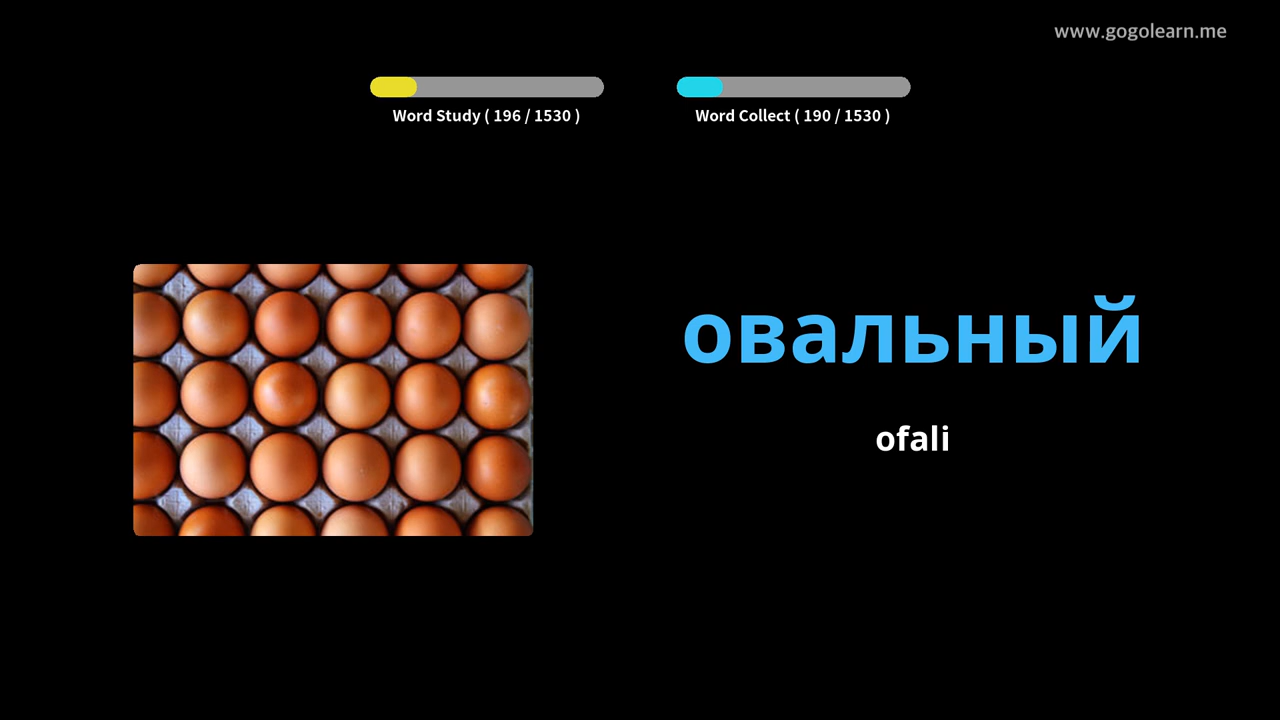 www.gogolearn.me
Word Study ( 196 / 1530 )
Word Collect ( 190 / 1530 )
овальный
ofali